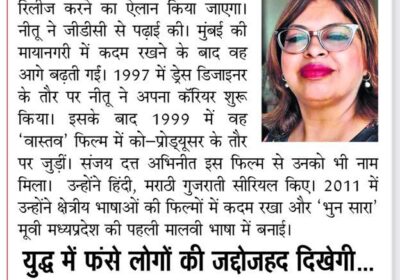 रिलीज करने का ऐलान किया जाएगा।
नीतू ने जीडीसी से पढ़ाई की। मुंबई की
मायानगरी में कदम रखने के बाद वह
आगे बढ़ती गई। 1997 में ड्रेस डिजाइनर
के तौर पर नीतू ने अपना कॅरियर शुरू
किया। इसके बाद 1999 में वह
‘वास्तव’ फिल्म में को–प्रोड्यूसर के तौर
पर जुड़ीं। संजय दत्त अभिनीत इस फिल्म से उनको भी नाम
मिला। उन्होंने हिंदी, मराठी गुजराती सीरियल किए। 2011 में
उन्होंने क्षेत्रीय भाषाओं की फिल्मों में कदम रखा और ‘भुन सारा’
मूवी मध्यप्रदेश की पहली मालवी भाषा में बनाई।
युद्ध में फंसे लोगों की जद्दोजहद दिखेगी...